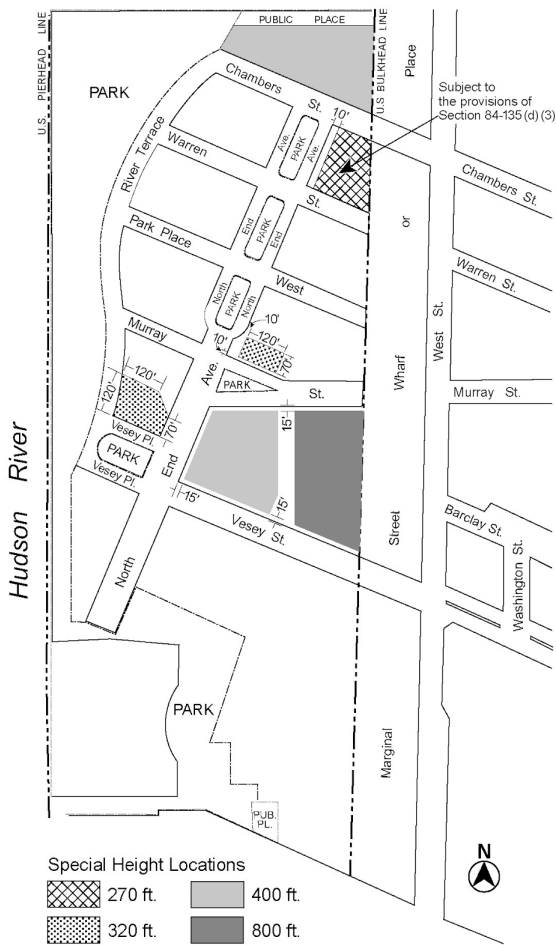 PUBLIC PLACE
U.S. PIERHEAD LINE
U.S BULKHEAD LINE
Place
PARK
Chambers
St.
10'
Subject to
the provisions of
Section 84-135 (d) (3)
River Terrace
Warren
St.
Ave.
PARK
Ave.
Chambers St.
or
Park Place
End
PARK
End
West
Warren St.
North
PARK
North
West St.
Murray
10'
10'
120'
70'
Ave.
PARK
St.
Wharf
Murray St.
120'
120'
70'
Vesey Pl.
PARK
Vesey Pl.
End
15'
15'
15'
Vesey St.
Street
Barclay St.
Washington St.
Hudson River
North
PARK
Marginal
PUB.
PL.
N
Special Height Locations
270 ft.
400 ft.
320 ft.
800 ft.